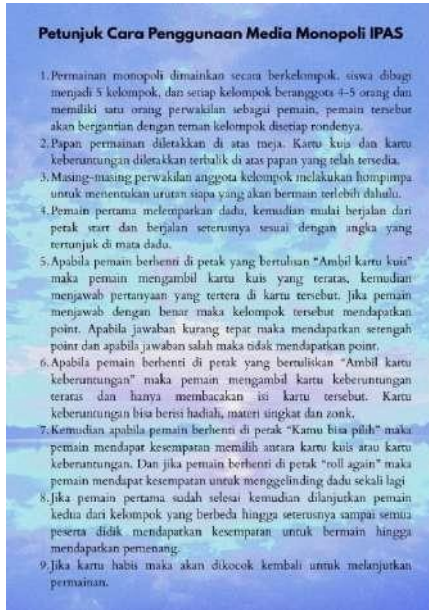 Petunjuk Cara Penggunaan Media Monopoli IPAS
1.Permainan monopoli dimainkan secara berkelompok, siswa dibagi
menjadi 5 kelompok, dan setiap kelompok beranggota 4-5 orang dan
memiliki satu orang perwakilan sebagai pemain, pemain tersebut
akan bergantian dengan teman kelompok disetiap rondenya.
2.Papan permainan diletakkan di atas meja. Kartu kuis dan kartu
keberuntungan diletakkan terbalik di atas papan yang telah tersedia.
3.Masing-masing perwakilan anggota kelompok melakukan hompimpa
untuk menentukan urutan siapa yang akan bermain terlebih dahulu.
4.Pemain pertama melemparkan dadu, kemudian mulai berjalan dari
petak start dan berjalan seterusnya sesuai dengan angka yang
tertunjuk di mata dadu.
5.Apabila pemain berhenti di petak yang bertulisan "Ambil kartu kuis"
maka pemain mengambil kartu kuis yang teratas, kemudian
menjawab pertanyaan yang tertera di kartu tersebut. Jika pemain
menjawab dengan benar maka kelompok tersebut mendapatkan
point. Apabila jawaban kurang tepat maka mendapatkan setengah
point dan apabila jawaban salah maka tidak mendapatkan point.
6.Apabila pemain berhenti di petak yang bertuliskan "Ambil kartu
keberuntungan" maka pemain mengambil kartu keberuntungan
teratas dan hanya membacakan isi kartu tersebut. Kartu
keberuntungan bisa berisi hadiah, materi singkat dan zonk.
7.Kemudian apabila pemain berhenti di petak "Kamu bisa pilih" maka
pemain mendapat kesempatan memilih antara kartu kuis atau kartu
keberuntungan. Dan jika pemain berhenti di petak "roll again" maka
pemain mendapat kesempatan untuk menggelinding dadu sekali lagi
8.Jika pemain pertama sudah selesai kemudian dilanjutkan pemain
kedua dari kelompok yang berbeda hingga seterusnya sampai semua
peserta didik mendapatkan kesempatan untuk bermain hingga
mendapatkan pemenang.
9.Jika kartu habis maka akan dikocok kembali untuk melanjutkan
permainan.